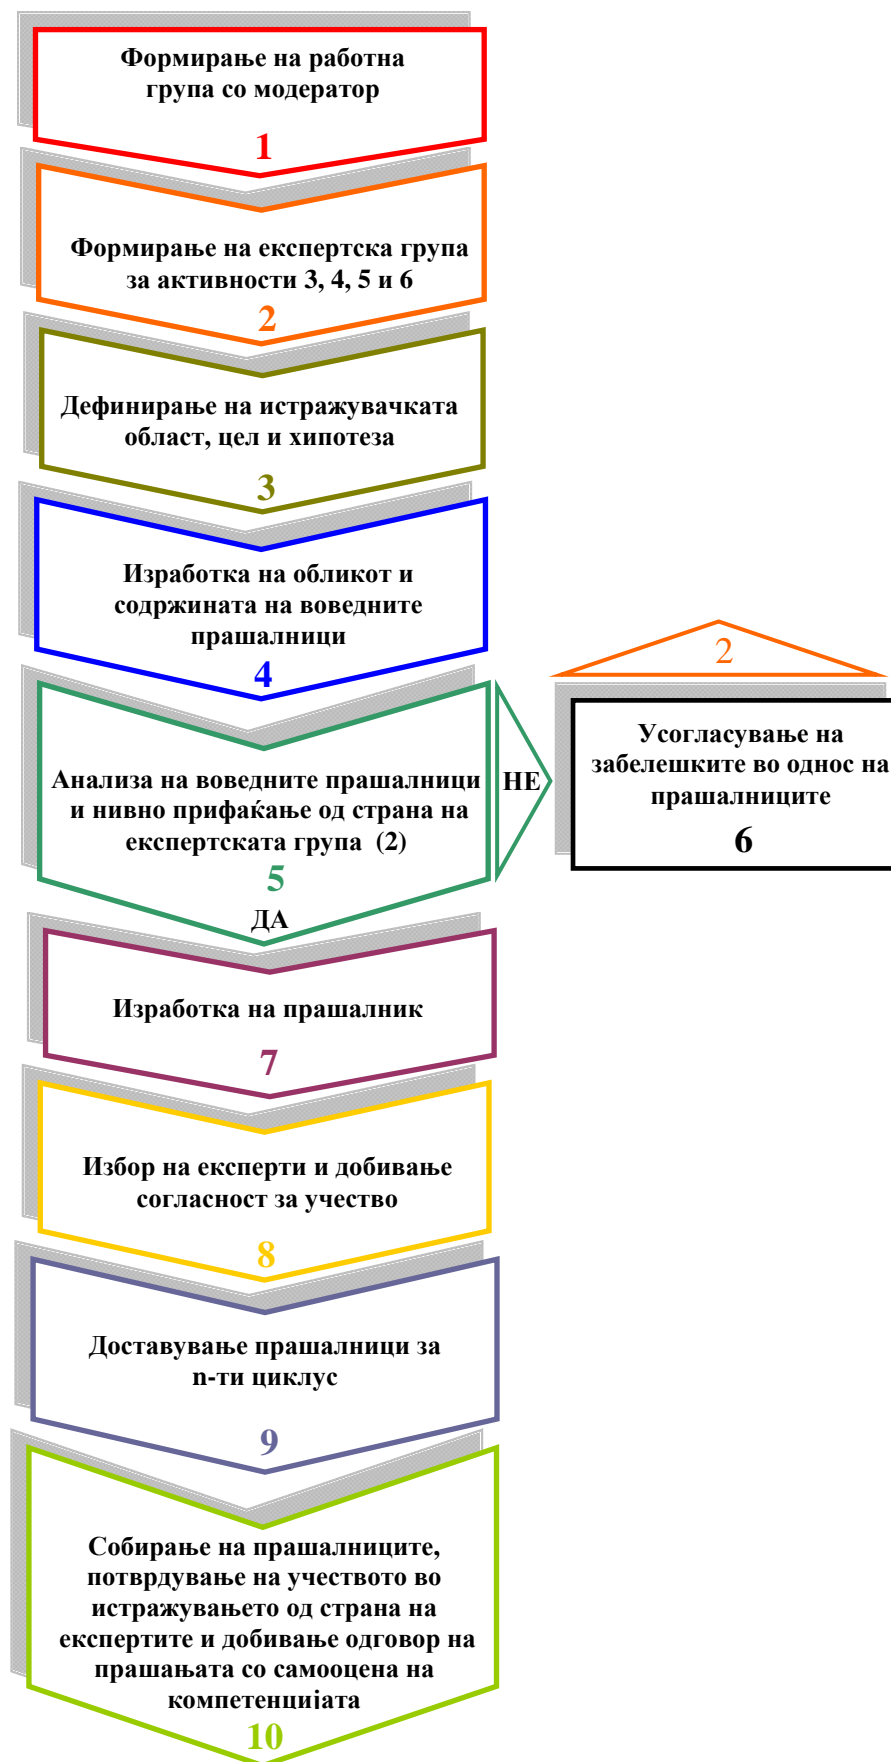 Формирање на работна
група со модератор
1
Формирање на експертска група
за активности 3, 4, 5 и 6
2
Дефинирање на истражувачката
област, цел и хипотеза
3
Изработка на обликот и
содржината на воведните
прашалници
4
Анализа на воведните прашалници
и нивно прифаќање од страна на
експертската група (2)
5
ДА
НЕ
2
Усогласување на
забелешките во однос на
прашалниците
6
Изработка на прашалник
7
Избор на експерти и добивање
согласност за учество
8
Доставување прашалници за
n-ти циклус
9
Собирање на прашалниците,
потврдување на учеството во
истражувањето од страна на
експертите и добивање одговор на
прашањата со самооцена на
компетенцијата
10